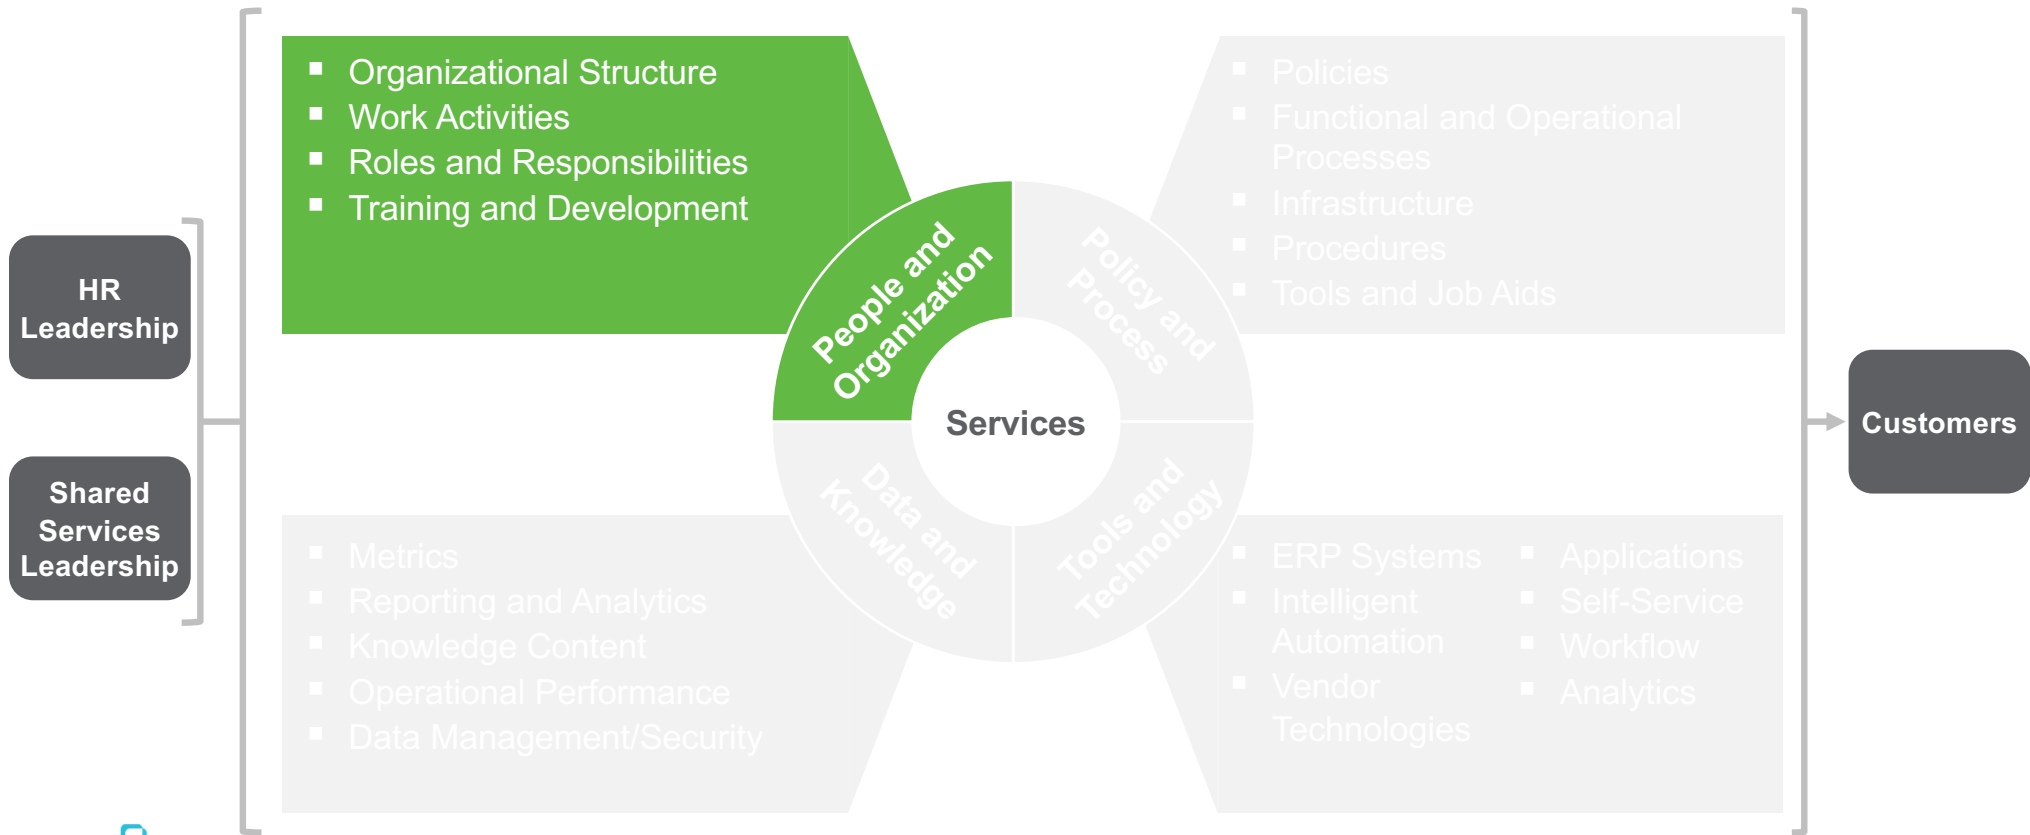 Organizational Structure
Work Activities
Roles and Responsibilities
Training and Development
Policies
Functional and Operational
Processes
Infrastructure
Procedures
Tools and Job Aids
HR
Leadership
Shared
Services
Leadership
People and
Organization
Policy and
Process
Services
Data and
Knowledge
Tools and
Technology
Customers
Metrics
Reporting and Analytics
Knowledge Content
Operational Performance
Data Management/Security
ERP Systems
Intelligent
Automation
Vendor
Technologies
Applications
Self-Service
Workflow
Analytics